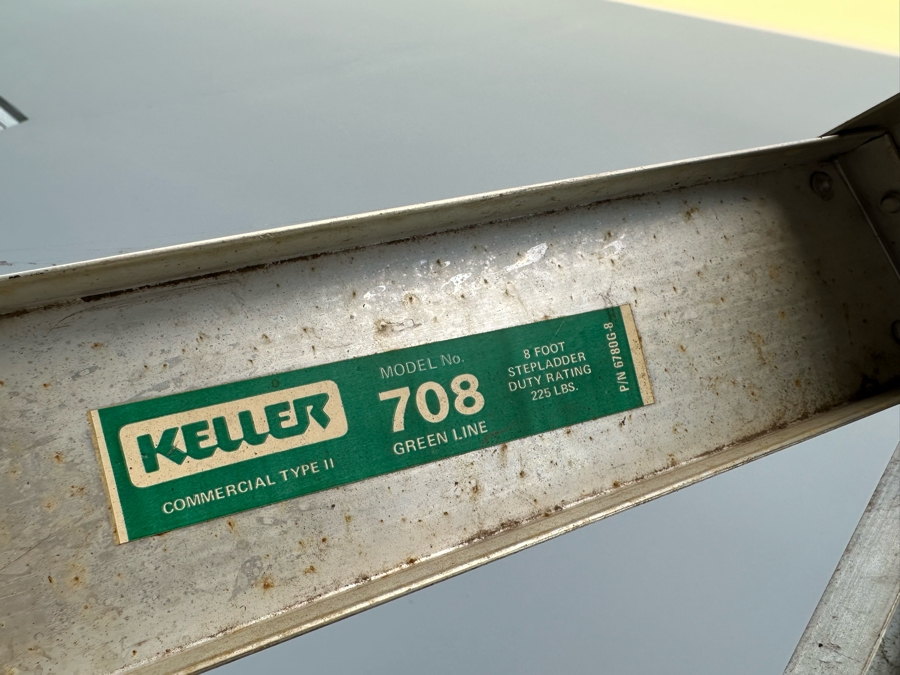 KELLER
COMMERCIAL TYPE II
MODEL No.
708
GREEN LINE
8 FOOT
STEPLADDER
DUTY RATING
225 LBS.
P/N 6780G-8